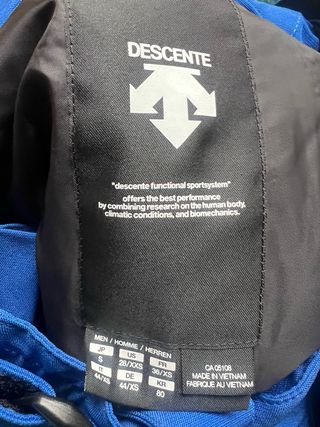 DESCENTE
"descente functional sportsystem"
offers the best performance
by combining research on the human body,
climatic conditions, and biomechanics.
MEN / HOMME / HERREN
JP US FR
S 28/XXS 36/XS
IT DE KR
44/XS 44/XS 80
CA 05108
MADE IN VIETNAM
FABRIQUE AU VIETNAM